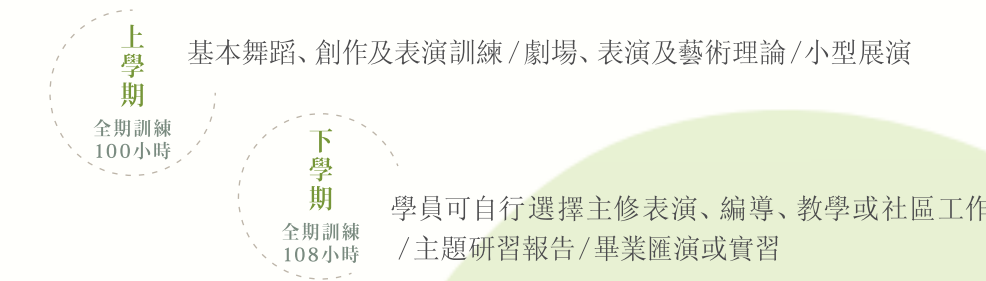 上學期
全期訓練
100小時
基本舞蹈、創作及表演訓練/劇場、表演及藝術理論/小型展演
下學期
全期訓練
108小時
學員可自行選擇主修表演、編導、教學或社區工作
/主題研習報告/畢業匯演或實習